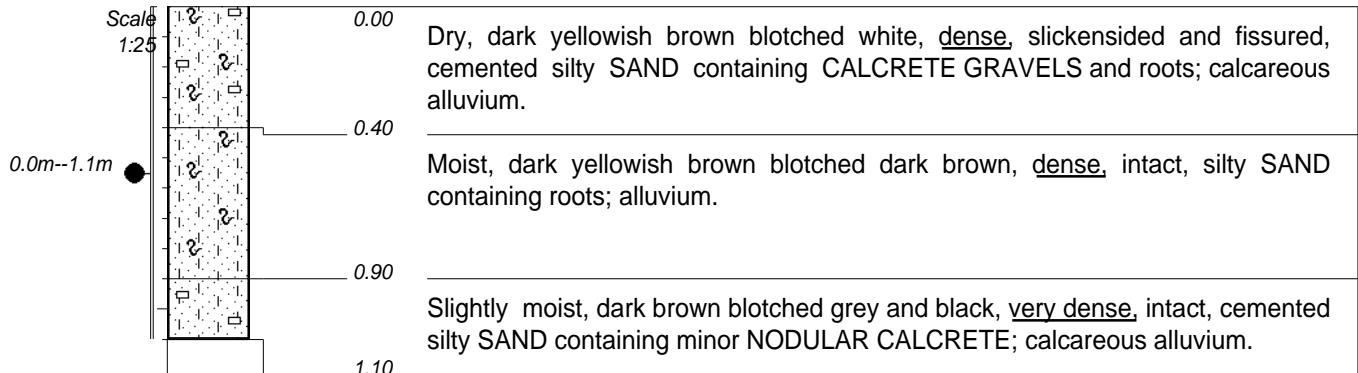 Scale
1:25
0.00
Dry, dark yellowish brown blotched white, dense, slickensided and fissured,
cemented silty SAND containing CALCRETE GRAVELS and roots; calcareous
alluvium.
0.40
0.0m--1.1m
Moist, dark yellowish brown blotched dark brown, dense, intact, silty SAND
containing roots; alluvium.
0.90
Slightly moist, dark brown blotched grey and black, very dense, intact, cemented
silty SAND containing minor NODULAR CALCRETE; calcareous alluvium.
1.10